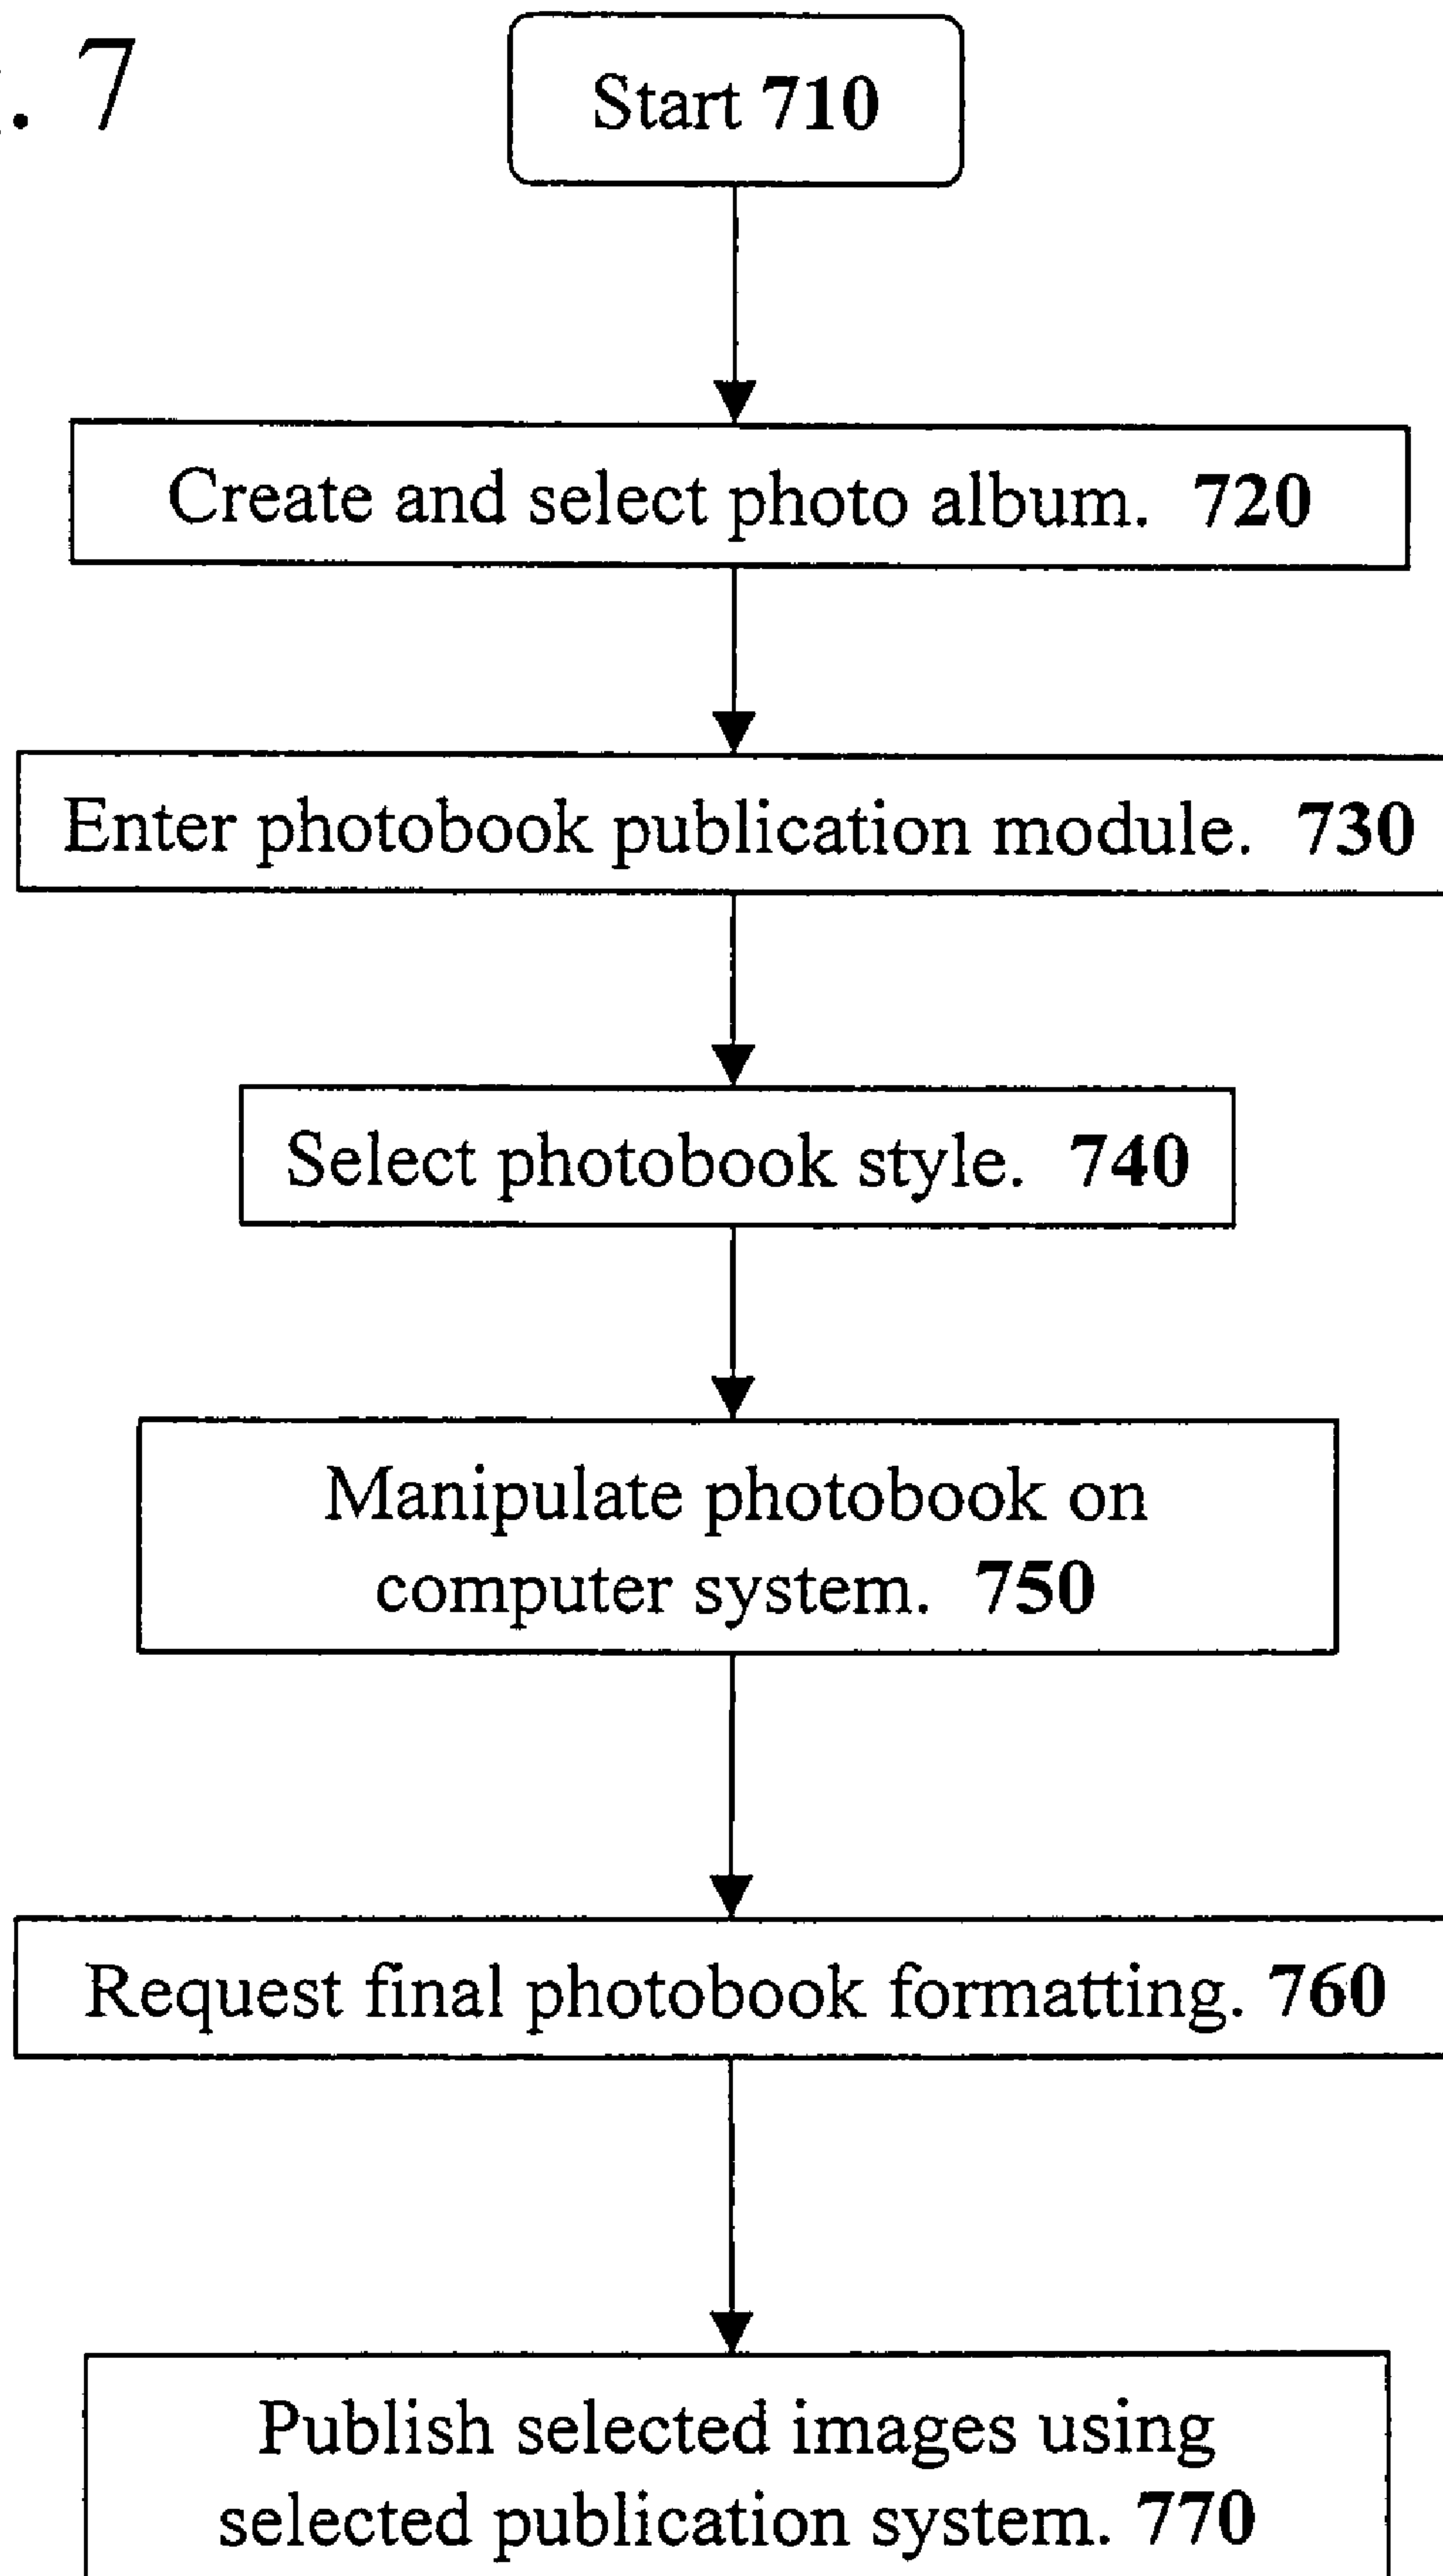 . 7
Start 710
Create and select photo album. 720
Enter photobook publication module. 730
Select photobook style. 740
Manipulate photobook on
computer system. 750
Request final photobook formatting. 760
Publish selected images using
selected publication system. 770